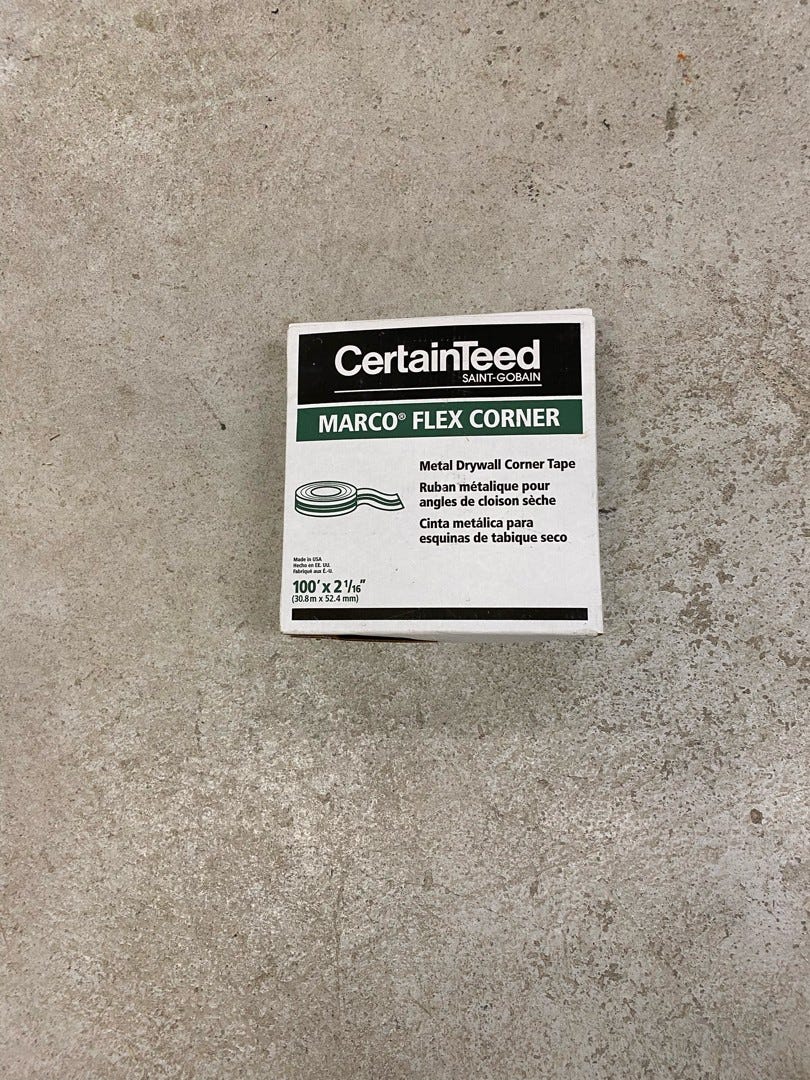 CertainTeed
SAINT-GOBAIN
MARCO® FLEX CORNER
Metal Drywall Corner Tape
Ruban métalique pour
angles de cloison sèche
Cinta metálica para
esquinas de tabique seco
Made in USA
Hecho en EE. UU.
Fabriqué aux É.-U.
100′ x 2 1/16″
(30.8 m x 52.4 mm)